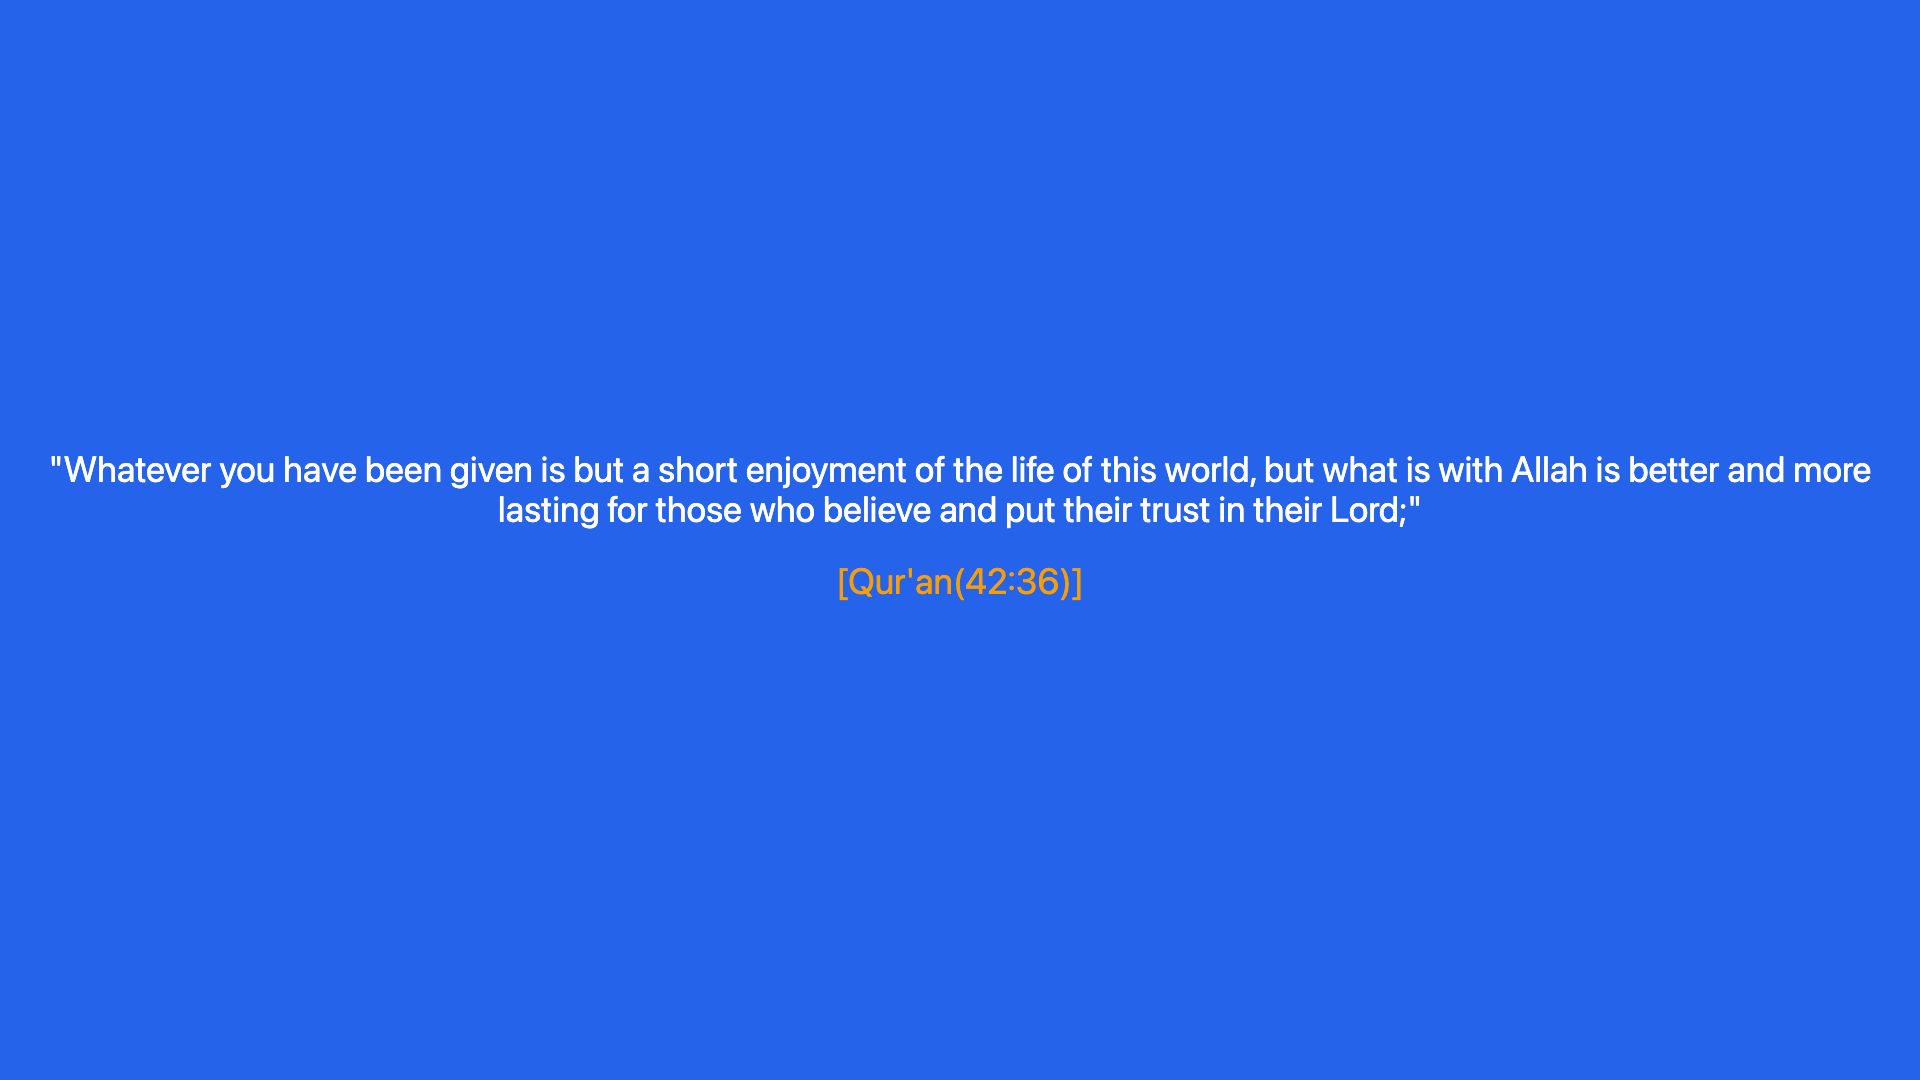 "Whatever you have been given is but a short enjoyment of the life of this world, but what is with Allah is better and more
lasting for those who believe and put their trust in their Lord;"
[Qur'an(42:36)]